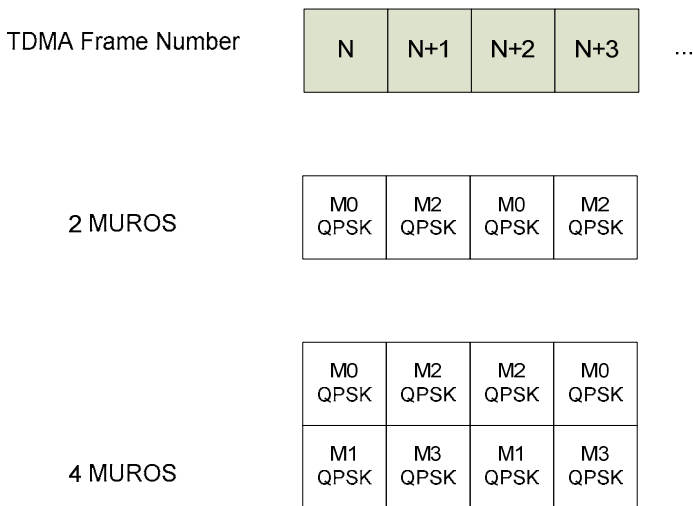 TDMA Frame Number N N+1 N+2 N+3 ...
2 MUROS
M0 M2 M0 M2
QPSK QPSK QPSK QPSK
M0 M2 M2 M0
QPSK QPSK QPSK QPSK
4 MUROS
M1 M3 M1 M3
QPSK QPSK QPSK QPSK